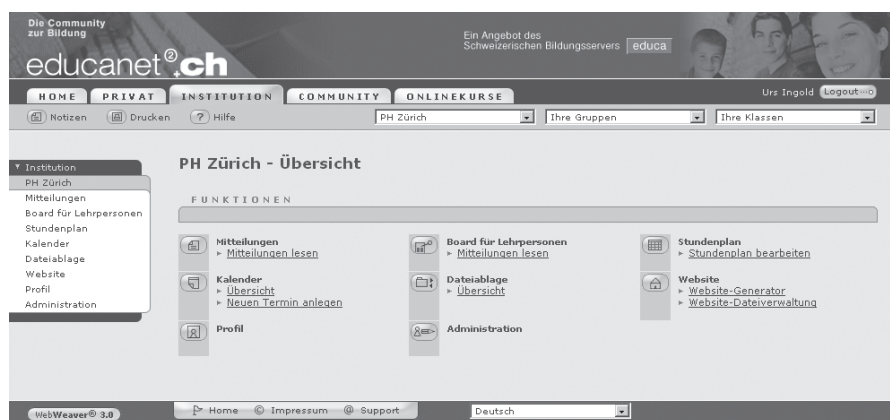 Die Community
zur Bildung
educanet².ch
Ein Angebot des
Schweizerischen Bildungsservers educa
HOME PRIVAT INSTITUTION COMMUNITY ONLINEKURSE
Urs Ingold Logout
Notizen Drucken ? Hilfe PH Zürich Ihre Gruppen Ihre Klassen
Institution
PH Zürich
Mitteilungen
Board für Lehrpersonen
Stundenplan
Kalender
Dateiablage
Website
Profil
Administration
PH Zürich - Übersicht
FUNKTIONEN
Mitteilungen
Mitteilungen lesen
Board für Lehrpersonen
Mitteilungen lesen
Stundenplan
Stundenplan bearbeiten
Kalender
Übersicht
Neuen Termin anlegen
Dateiablage
Übersicht
Website
Website-Generator
Website-Dateiverwaltung
Profil
Administration
WebWeaver® 3.0
Home © Impressum @ Support
Deutsch